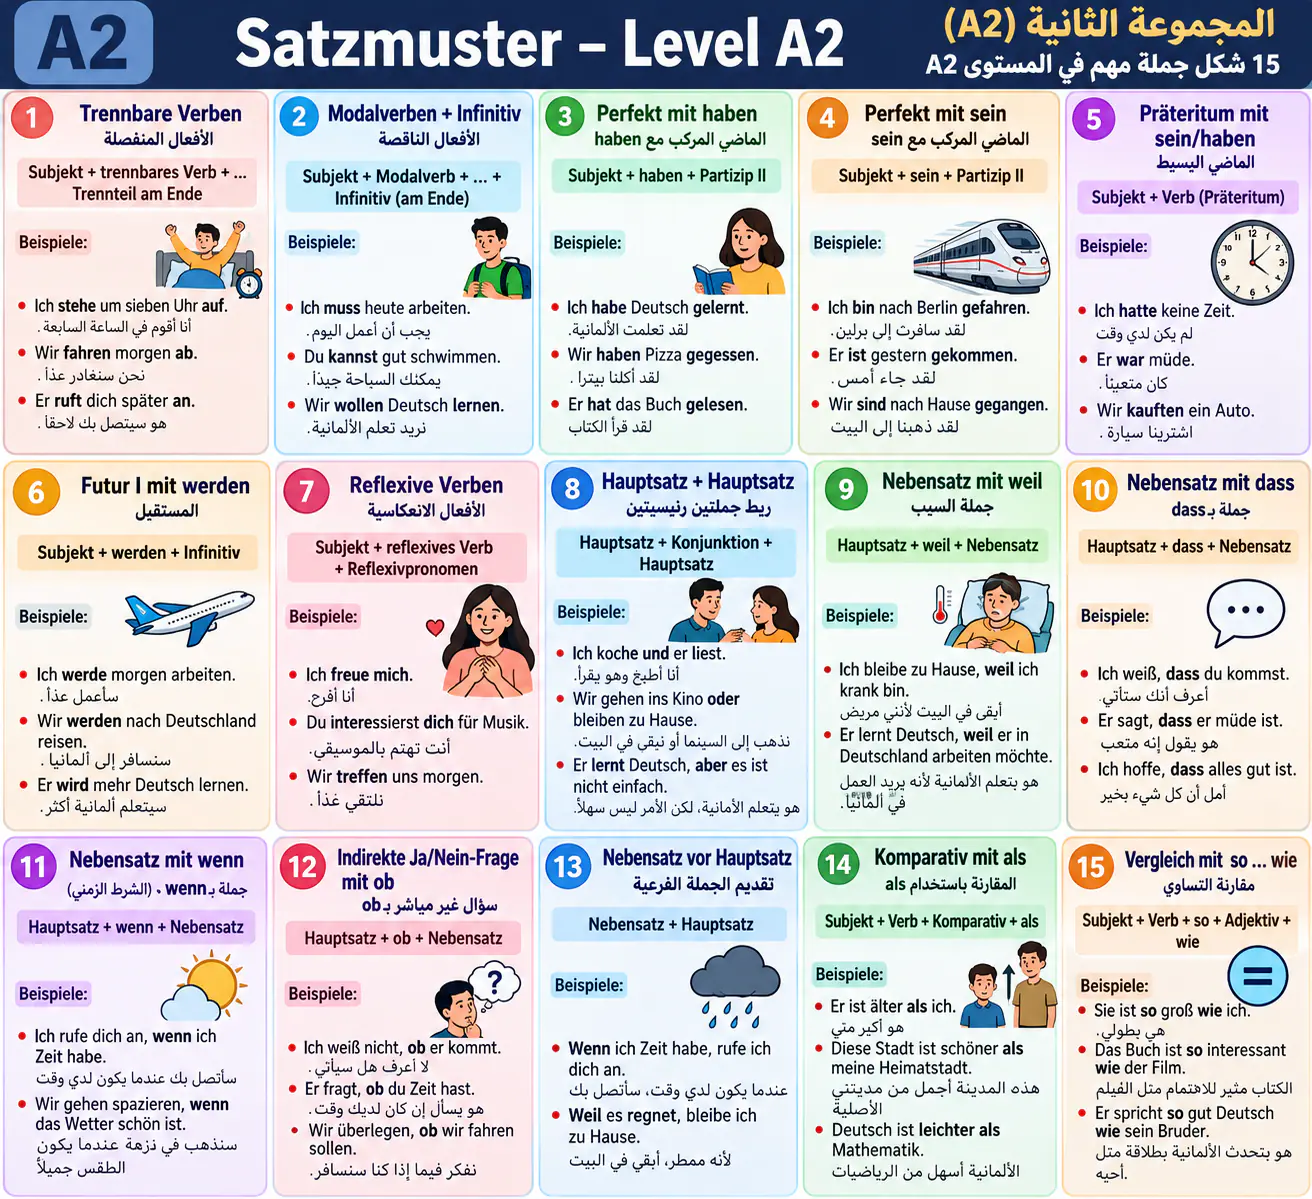 A2
Satzmuster – Level A2
المجموعة الثانية (A2)
15 شكل جملة مهم في المستوى A2
1
Trennbare Verben
الأفعال المنفصلة
Subjekt + trennbares Verb + ...
Trennteil am Ende
Beispiele:
• Ich stehe um sieben Uhr auf.
أنا أقوم في الساعة السابعة.
• Wir fahren morgen ab.
نحن سنغادر غذاً.
• Er ruft dich später an.
هو سيتصل بك لاحقاً.
2
Modalverben + Infinitiv
الأفعال الناقصة
Subjekt + Modalverb + ... +
Infinitiv (am Ende)
Beispiele:
• Ich muss heute arbeiten.
يجب أن أعمل اليوم.
• Du kannst gut schwimmen.
يمكنك السباحة جيداً.
• Wir wollen Deutsch lernen.
نريد تعلم الألمانية.
3
Perfekt mit haben
الماضي المركب مع haben
Subjekt + haben + Partizip II
Beispiele:
• Ich habe Deutsch gelernt.
لقد تعلمت الألمانية.
• Wir haben Pizza gegessen.
لقد أكلنا بيتزا.
• Er hat das Buch gelesen.
لقد قرأ الكتاب
4
Perfekt mit sein
الماضي المركب مع sein
Subjekt + sein + Partizip II
Beispiele:
• Ich bin nach Berlin gefahren.
لقد سافرت إلى برلين.
• Er ist gestern gekommen.
لقد جاء أمس.
• Wir sind nach Hause gegangen.
لقد ذهبنا إلى البيت
5
Präteritum mit
sein/haben
الماضي البسيط
Subjekt + Verb (Präteritum)
Beispiele:
12
1
2
3
4
5
6
7
8
9
10
11
• Ich hatte keine Zeit.
لم يكن لدي وقت
• Er war müde.
كان متعباً.
• Wir kauften ein Auto.
اشترينا سيارة.
6
Futur I mit werden
المستقبل
Subjekt + werden + Infinitiv
Beispiele:
• Ich werde morgen arbeiten.
سأعمل غذاً.
• Wir werden nach Deutschland
reisen.
سنسافر إلى ألمانيا.
• Er wird mehr Deutsch lernen.
سيتعلم ألمانية أكثر.
7
Reflexive Verben
الأفعال الانعكاسية
Subjekt + reflexives Verb
+ Reflexivpronomen
Beispiele:
• Ich freue mich.
أنا أفرح.
• Du interessierst dich für Musik.
أنت تهتم بالموسيقي.
• Wir treffen uns morgen.
نلتقي غذاً.
8
Hauptsatz + Hauptsatz
ربط جملتين رئيسيتين
Hauptsatz + Konjunktion +
Hauptsatz
Beispiele:
• Ich koche und er liest.
أنا أطبخ وهو يقرأ.
• Wir gehen ins Kino oder
bleiben zu Hause.
نذهب إلى السينما أو نبقى في البيت.
• Er lernt Deutsch, aber es ist
nicht einfach.
هو يتعلم الأمانية، لكن الأمر ليس سهلاً.
9
Nebensatz mit weil
جملة السبب
Hauptsatz + weil + Nebensatz
Beispiele:
• Ich bleibe zu Hause, weil ich
krank bin.
أبقى في البيت لأنني مريض
• Er lernt Deutsch, weil er in
Deutschland arbeiten möchte.
هو يتعلم الألمانية لأنه يريد العمل
في
10
Nebensatz mit dass
جملة بـ dass
Hauptsatz + dass + Nebensatz
Beispiele:
• Ich weiß, dass du kommst.
أعرف أنك ستأتي.
• Er sagt, dass er müde ist.
هو يقول إنه متعب
• Ich hoffe, dass alles gut ist.
أمل أن كل شيء بخير
11
Nebensatz mit wenn
جملة بـ wenn • (الشرط الزمني)
Hauptsatz + wenn + Nebensatz
Beispiele:
• Ich rufe dich an, wenn ich
Zeit habe.
سأتصل بك عندما يكون لدي وقت
• Wir gehen spazieren, wenn
das Wetter schön ist.
سنذهب في نزهة عندما يكون
الطقس جميلاً
12
Indirekte Ja/Nein-Frage
mit ob
سؤال غير مباشر بـ ob
Hauptsatz + ob + Nebensatz
Beispiele:
?
• Ich weiß nicht, ob er kommt.
لا أعرف هل سيأتي.
• Er fragt, ob du Zeit hast.
هو يسأل إن كان لديك وقت.
• Wir überlegen, ob wir fahren
sollen.
نفكر فيما إذا كنا سنسافر.
13
Nebensatz vor Hauptsatz
تقديم الجملة الفرعية
Nebensatz + Hauptsatz
Beispiele:
• Wenn ich Zeit habe, rufe ich
dich an.
عندما يكون لدي وقت، سأتصل بك
• Weil es regnet, bleibe ich
zu Hause.
لأنه ممطر، أبقي في البيت
14
Komparativ mit als
المقارنة باستخدام als
Subjekt + Verb + Komparativ + als
Beispiele:
• Er ist älter als ich.
هو أكبر مني
• Diese Stadt ist schöner als
meine Heimatstadt.
هذه المدينة أجمل من مدينتي
الأصلية
• Deutsch ist leichter als
Mathematik.
الألمانية أسهل من الرياضيات
15
Vergleich mit so ... wie
مقارنة التساوي
Subjekt + Verb + so + Adjektiv +
wie
Beispiele:
=
• Sie ist so groß wie ich.
هي بطولي.
• Das Buch ist so interessant
wie der Film.
الكتاب مثير للاهتمام مثل الفيلم
• Er spricht so gut Deutsch
wie sein Bruder.
هو يتحدث الألمانية بطلاقة مثل
أخيه.